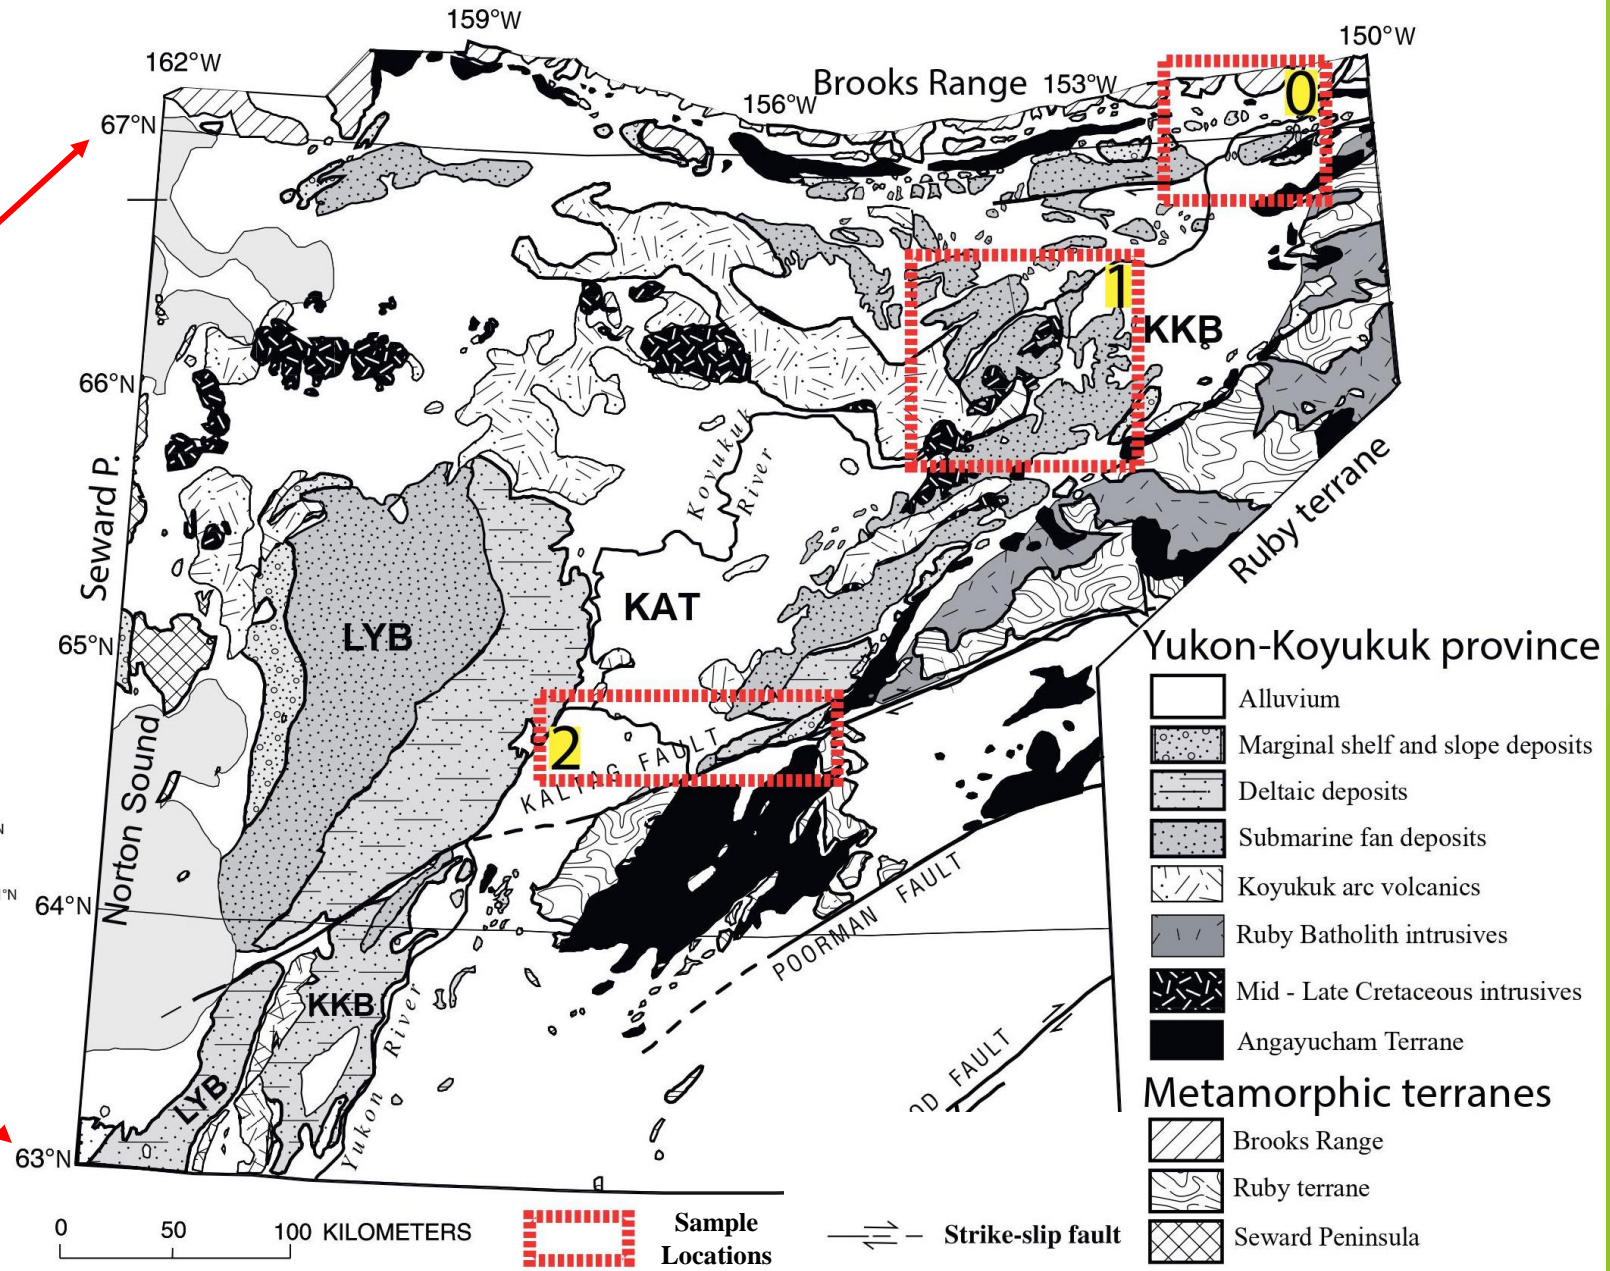 159°W
150°W
162°W
Brooks Range
153°W
156°W
0
67°N
1
KKB
66°N
Koyukuk
River
Seward P.
Ruby terrane
KAT
LYB
65°N
2
KALTAG FAULT
Norton Sound
64°N
POORMAN FAULT
KKB
LYB
Yukon River
OD FAULT
63°N
N
°N
Yukon-Koyukuk province
Alluvium
Marginal shelf and slope deposits
Deltaic deposits
Submarine fan deposits
Koyukuk arc volcanics
Ruby Batholith intrusives
Mid - Late Cretaceous intrusives
Angayucham Terrane
Metamorphic terranes
Brooks Range
Ruby terrane
Seward Peninsula
0 50 100 KILOMETERS
Sample
Locations
Strike-slip fault